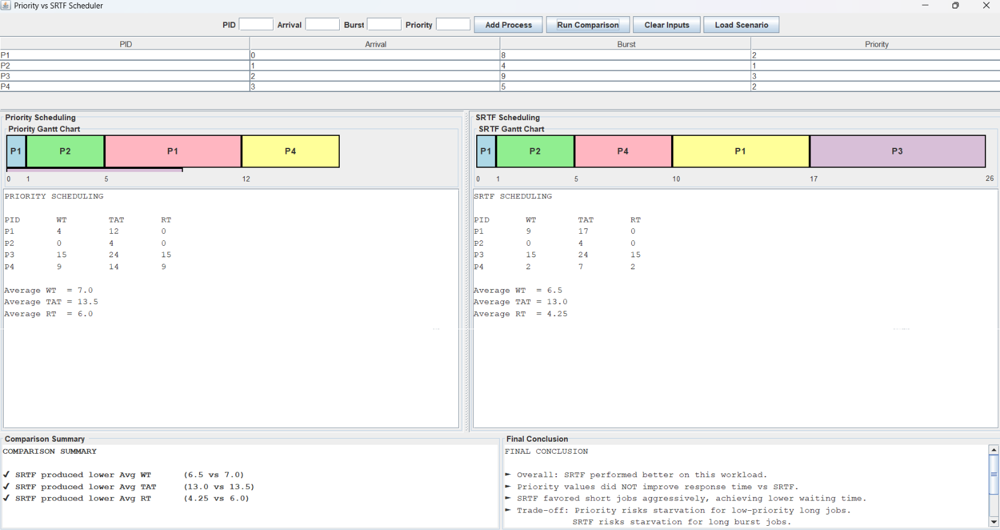 Priority vs SRTF Scheduler
PID Arrival Burst Priority Add Process Run Comparison Clear Inputs Load Scenario
PID Arrival Burst Priority
P1 0 8 2
P2 1 4 1
P3 2 9 3
P4 3 5 2
Priority Scheduling
Priority Gantt Chart
P1 P2 P1 P4
0 1 5 12
PRIORITY SCHEDULING
PID WT TAT RT
P1 4 12 0
P2 0 4 0
P3 15 24 15
P4 9 14 9
Average WT = 7.0
Average TAT = 13.5
Average RT = 6.0
SRTF Scheduling
SRTF Gantt Chart
P1 P2 P4 P1 P3
0 1 5 10 17 26
SRTF SCHEDULING
PID WT TAT RT
P1 9 17 0
P2 0 4 0
P3 15 24 15
P4 2 7 2
Average WT = 6.5
Average TAT = 13.0
Average RT = 4.25
Comparison Summary
COMPARISON SUMMARY
✔ SRTF produced lower Avg WT (6.5 vs 7.0)
✔ SRTF produced lower Avg TAT (13.0 vs 13.5)
✔ SRTF produced lower Avg RT (4.25 vs 6.0)
Final Conclusion
FINAL CONCLUSION
► Overall: SRTF performed better on this workload.
► Priority values did NOT improve response time vs SRTF.
► SRTF favored short jobs aggressively, achieving lower waiting time.
► Trade-off: Priority risks starvation for low-priority long jobs.
SRTF risks starvation for long burst jobs.